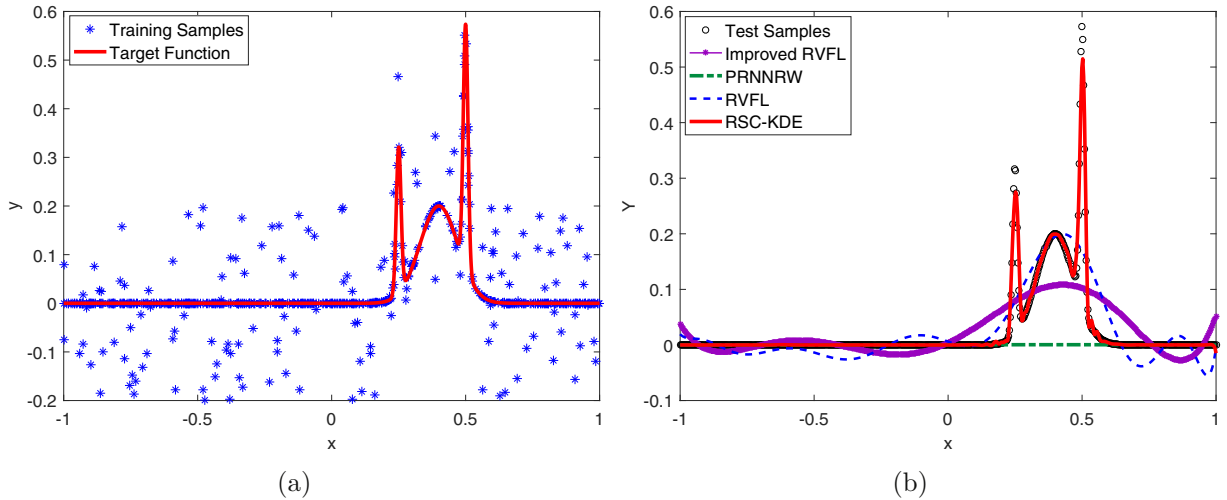 0.6
0.5
0.4
0.3
0.2
0.1
0
-0.1
-0.2
y
Training Samples
Target Function
-1
-0.5
0
0.5
1
x
(a)
0.6
0.5
0.4
0.3
0.2
0.1
0
-0.1
Y
Test Samples
Improved RVFL
PRNNRW
RVFL
RSC-KDE
-1
-0.5
0
0.5
1
x
(b)